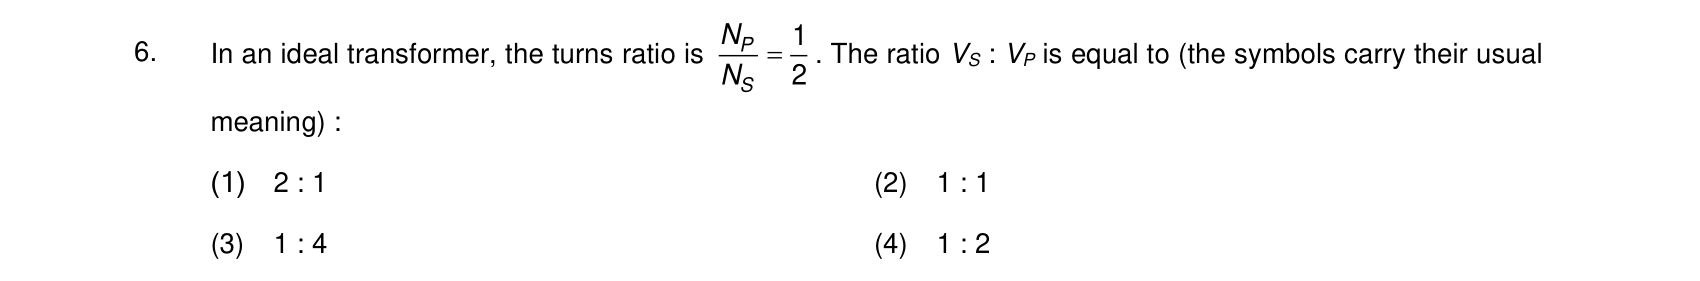 6. In an ideal transformer, the turns ratio is N_P/N_S = 1/2 . The ratio V_S : V_P is equal to (the symbols carry their usual
meaning) :
(1) 2 : 1 (2) 1 : 1
(3) 1 : 4 (4) 1 : 2